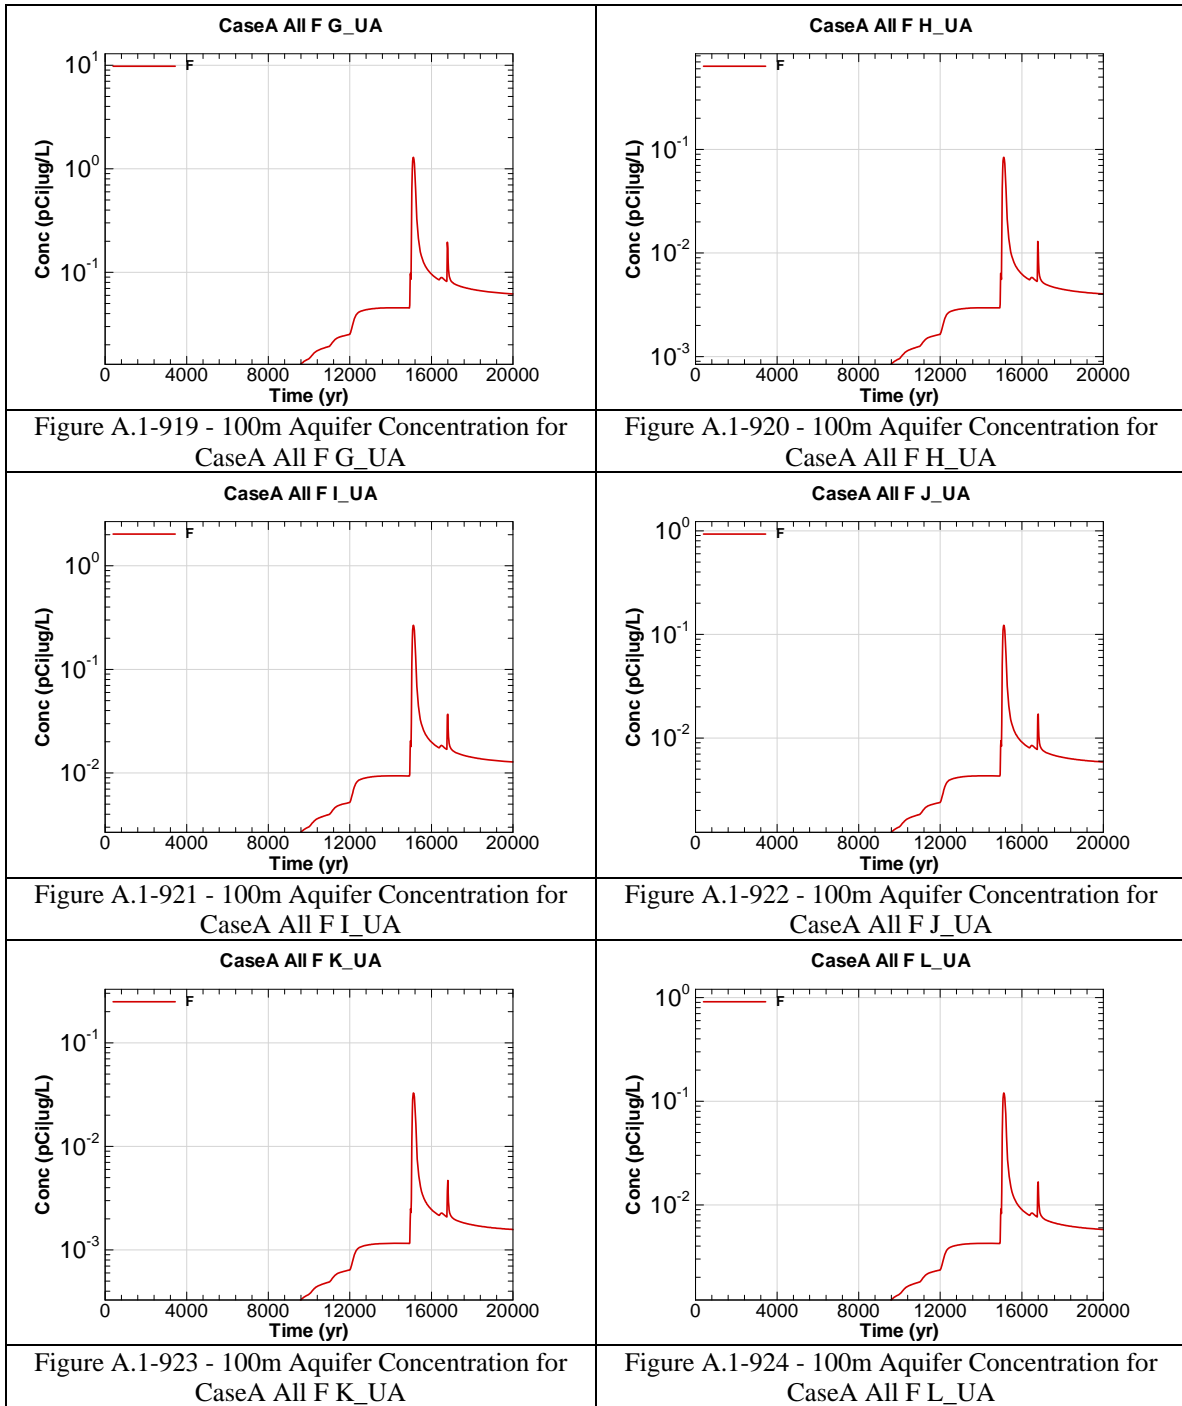 CaseA All F G_UA
F
10^1
10^0
10^-1
Conc (pCi|ug/L)
0 4000 8000 12000 16000 20000
Time (yr)
Figure A.1-919 - 100m Aquifer Concentration for
CaseA All F G_UA
CaseA All F H_UA
F
10^-1
10^-2
10^-3
Conc (pCi|ug/L)
0 4000 8000 12000 16000 20000
Time (yr)
Figure A.1-920 - 100m Aquifer Concentration for
CaseA All F H_UA
CaseA All F I_UA
F
10^0
10^-1
10^-2
Conc (pCi|ug/L)
0 4000 8000 12000 16000 20000
Time (yr)
Figure A.1-921 - 100m Aquifer Concentration for
CaseA All F I_UA
CaseA All F J_UA
F
10^0
10^-1
10^-2
Conc (pCi|ug/L)
0 4000 8000 12000 16000 20000
Time (yr)
Figure A.1-922 - 100m Aquifer Concentration for
CaseA All F J_UA
CaseA All F K_UA
F
10^-1
10^-2
10^-3
Conc (pCi|ug/L)
0 4000 8000 12000 16000 20000
Time (yr)
Figure A.1-923 - 100m Aquifer Concentration for
CaseA All F K_UA
CaseA All F L_UA
F
10^0
10^-1
10^-2
Conc (pCi|ug/L)
0 4000 8000 12000 16000 20000
Time (yr)
Figure A.1-924 - 100m Aquifer Concentration for
CaseA All F L_UA